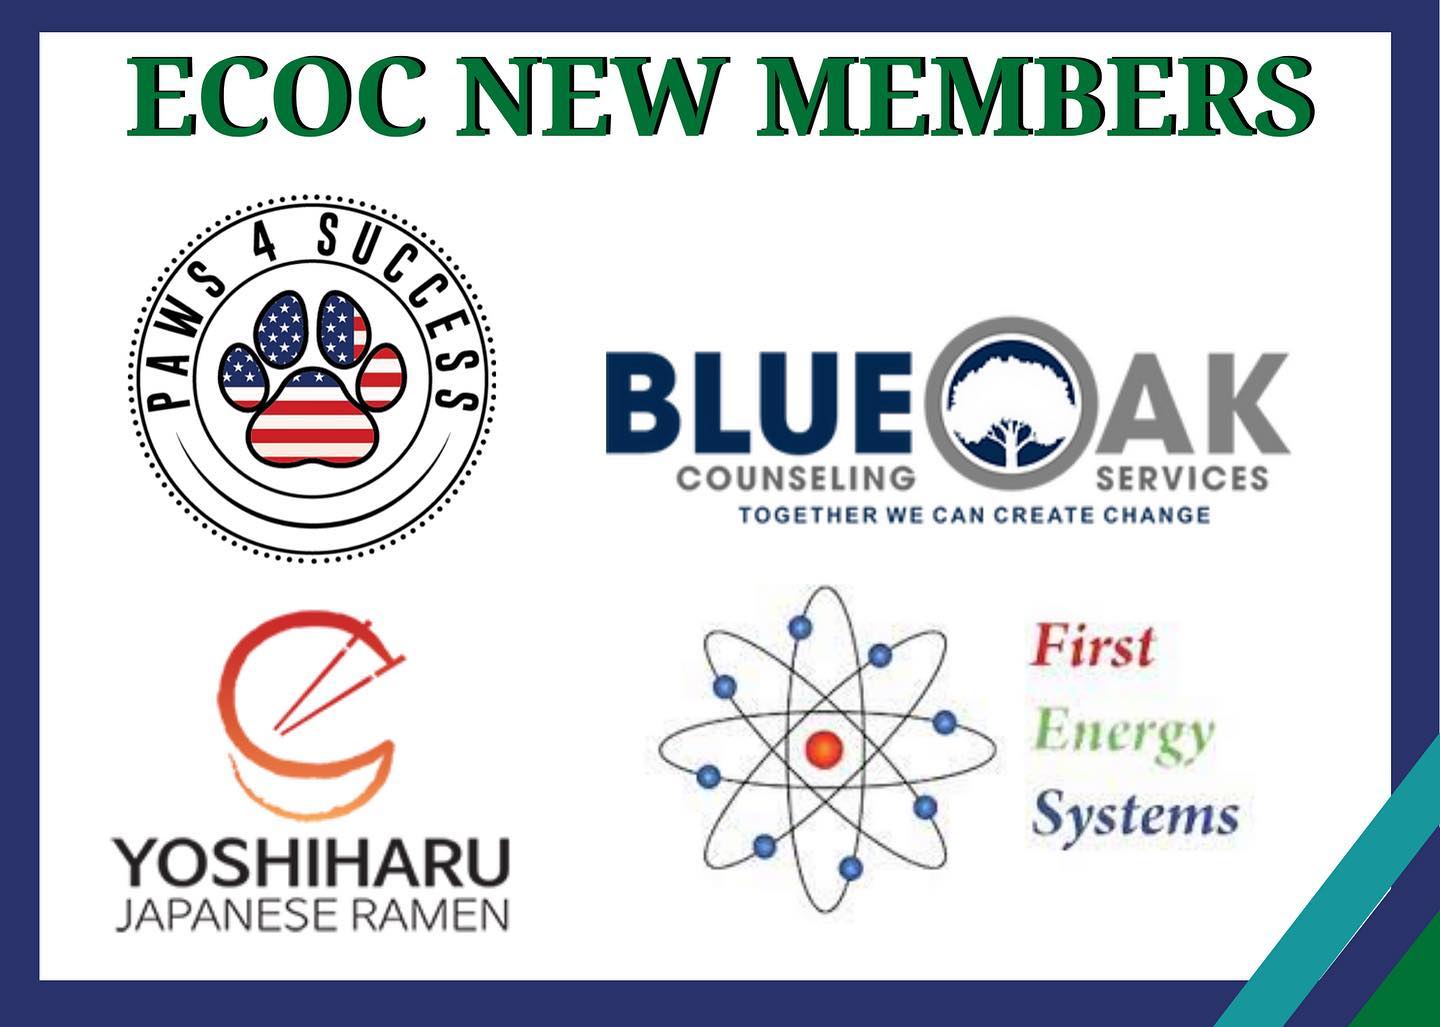 ECOC NEW MEMBERS
PAWS 4 SUCCESS
BLUE OAK
COUNSELING SERVICES
TOGETHER WE CAN CREATE CHANGE
YOSHIHARU
JAPANESE RAMEN
First
Energy
Systems